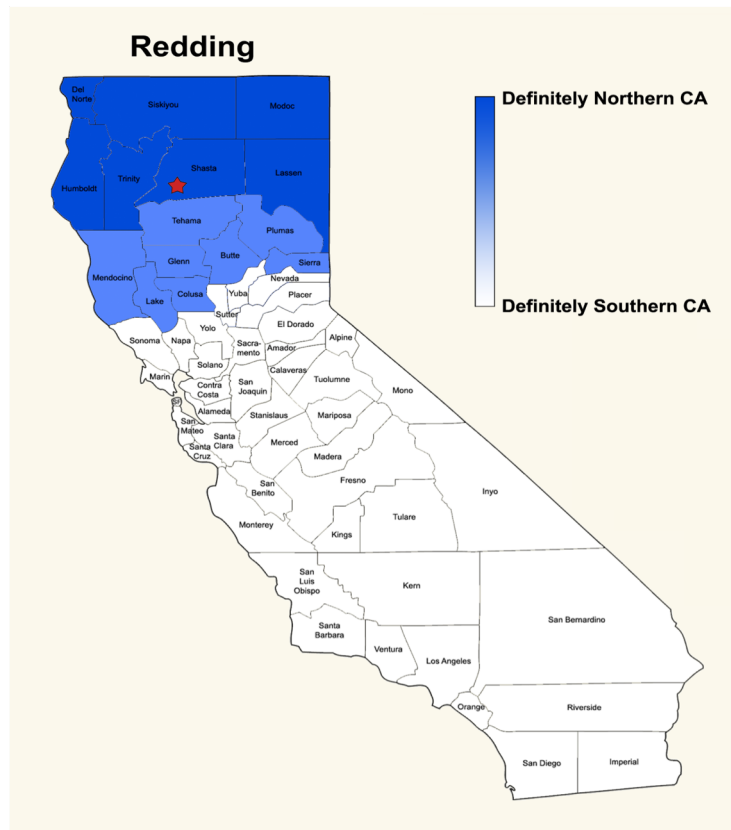 Redding
Definitely Northern CA
Definitely Southern CA
Del
Norte
Siskiyou
Modoc
Humboldt
Trinity
Shasta
Lassen
Tehama
Plumas
Mendocino
Glenn
Butte
Sierra
Lake
Colusa
Nevada
Yuba
Placer
Sutter
Sonoma
Napa
Yolo
El Dorado
Sacra-
mento
Amador
Alpine
Marin
Solano
Calaveras
Tuolumne
Mono
Contra
Costa
San
Joaquin
SF
Alameda
Stanislaus
Mariposa
San
Mateo
Santa
Clara
Merced
Santa
Cruz
Madera
San
Benito
Fresno
Inyo
Monterey
Kings
Tulare
San
Luis
Obispo
Kern
San Bernardino
Santa
Barbara
Ventura
Los Angeles
Orange
Riverside
San Diego
Imperial